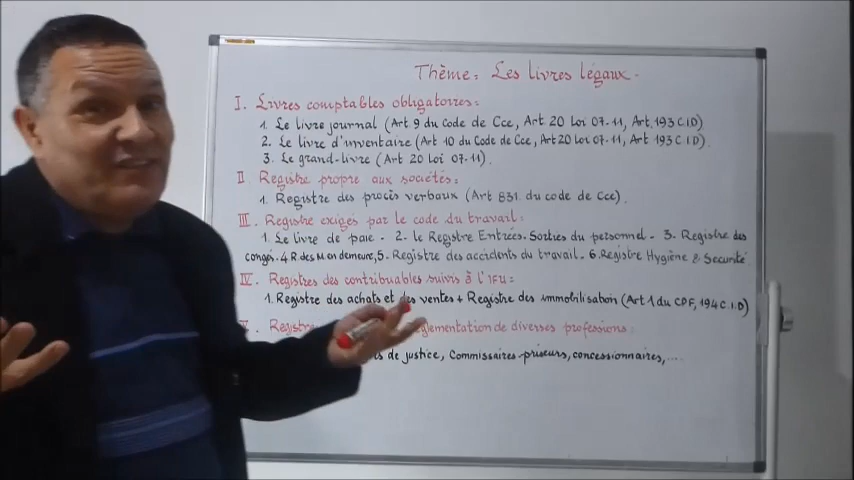 Thème: Les livres légaux.
I. Livres comptables obligatoires:
1. Le livre journal (Art 9 du Code de Cce, Art 20 Loi 07-11, Art 193 C.I.D)
2. Le livre d'inventaire (Art 10 du Code de Cce, Art 20 Loi 07-11, Art 193 C.I.D).
3. Le grand-livre (Art 20 Loi 07-11).
II Registre propre aux sociétés:
1. Registre des procès verbaux (Art 831. du code de Cce).
III. Registre exigés par le code du travail:
1. Le livre de paie - 2. le Registre Entrées-Sorties du personnel - 3. Registre des
congés. 4 R des M en demeure, 5. Registre des accidents du travail - 6. Registre Hygiène & Securité
IV. Registres des contribuables suivis à l'IFU:
1. Registre des achats et des ventes + Registre des immobilisation (Art 1 du CPF, 194 C.I.D)
réglementation de diverses professions:
de justice, Commissaires-priseurs, concessionnaires,....